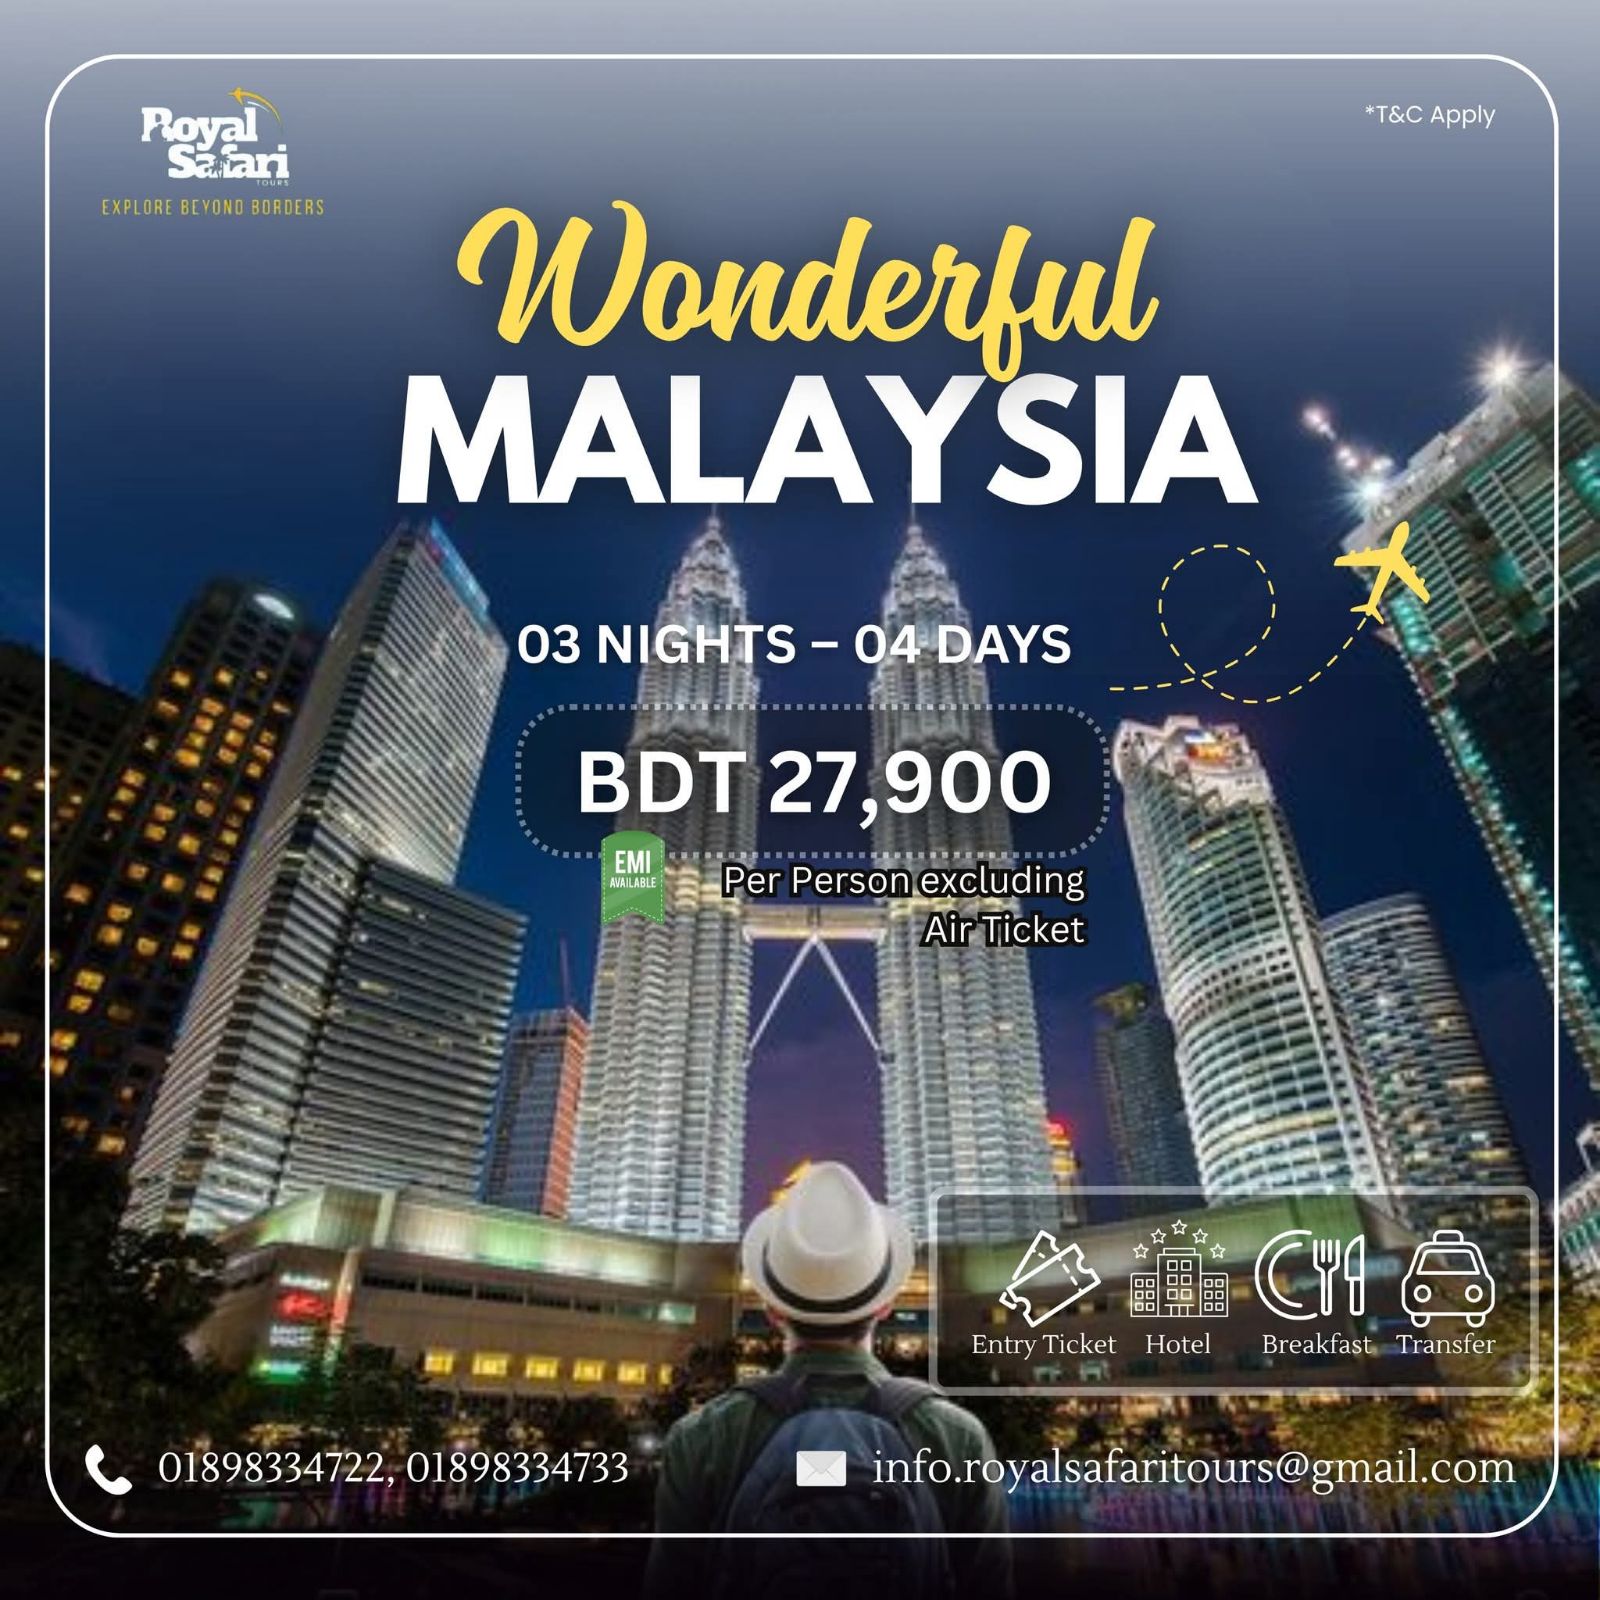 Royal
Safari
TOURS
EXPLORE BEYOND BORDERS
*T&C Apply
Wonderful
MALAYSIA
03 NIGHTS – 04 DAYS
BDT 27,900
EMI
AVAILABLE
Per Person excluding
Air Ticket
Entry Ticket Hotel Breakfast Transfer
01898334722, 01898334733
info.royalsafaritours@gmail.com